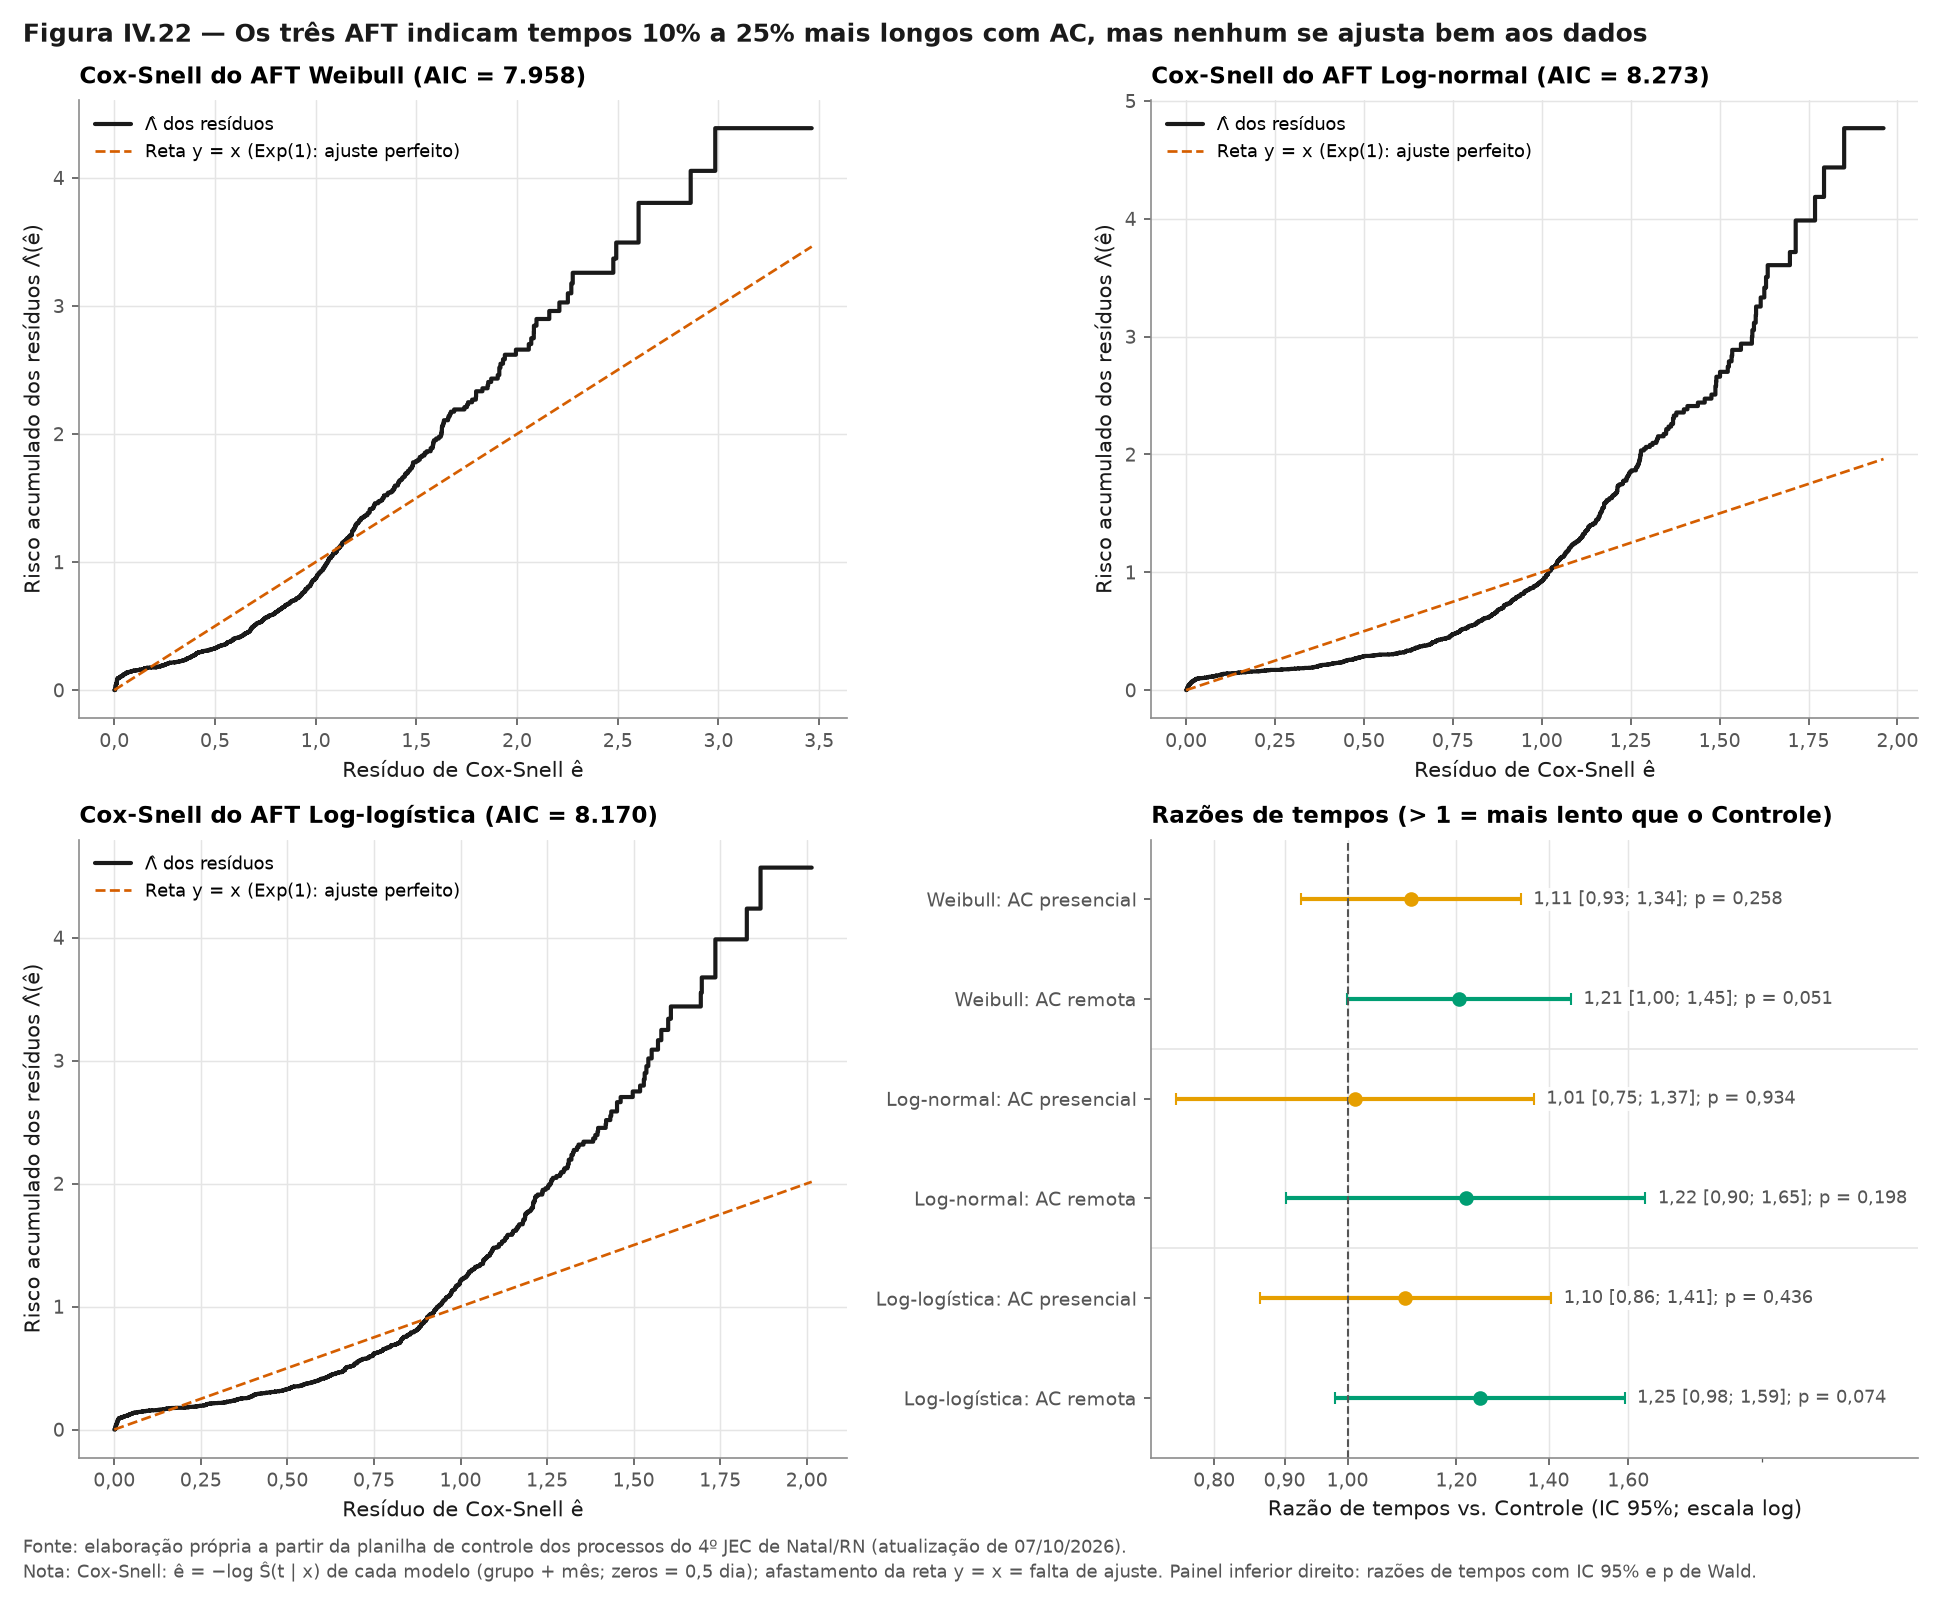 Figura IV.22 — Os três AFT indicam tempos 10% a 25% mais longos com AC, mas nenhum se ajusta bem aos dados
Cox-Snell do AFT Weibull (AIC = 7.958)
Λ̂ dos resíduos
Reta y = x (Exp(1): ajuste perfeito)
Risco acumulado dos resíduos Λ̂(ê)
4
3
2
1
0
0,0 0,5 1,0 1,5 2,0 2,5 3,0 3,5
Resíduo de Cox-Snell ê
Cox-Snell do AFT Log-normal (AIC = 8.273)
Λ̂ dos resíduos
Reta y = x (Exp(1): ajuste perfeito)
Risco acumulado dos resíduos Λ̂(ê)
5
4
3
2
1
0
0,00 0,25 0,50 0,75 1,00 1,25 1,50 1,75 2,00
Resíduo de Cox-Snell ê
Cox-Snell do AFT Log-logística (AIC = 8.170)
Λ̂ dos resíduos
Reta y = x (Exp(1): ajuste perfeito)
Risco acumulado dos resíduos Λ̂(ê)
4
3
2
1
0
0,00 0,25 0,50 0,75 1,00 1,25 1,50 1,75 2,00
Resíduo de Cox-Snell ê
Razões de tempos (> 1 = mais lento que o Controle)
Weibull: AC presencial 1,11 [0,93; 1,34]; p = 0,258
Weibull: AC remota 1,21 [1,00; 1,45]; p = 0,051
Log-normal: AC presencial 1,01 [0,75; 1,37]; p = 0,934
Log-normal: AC remota 1,22 [0,90; 1,65]; p = 0,198
Log-logística: AC presencial 1,10 [0,86; 1,41]; p = 0,436
Log-logística: AC remota 1,25 [0,98; 1,59]; p = 0,074
0,80 0,90 1,00 1,20 1,40 1,60
Razão de tempos vs. Controle (IC 95%; escala log)
Fonte: elaboração própria a partir da planilha de controle dos processos do 4º JEC de Natal/RN (atualização de 07/10/2026).
Nota: Cox-Snell: ê = −log Ŝ(t | x) de cada modelo (grupo + mês; zeros = 0,5 dia); afastamento da reta y = x = falta de ajuste. Painel inferior direito: razões de tempos com IC 95% e p de Wald.